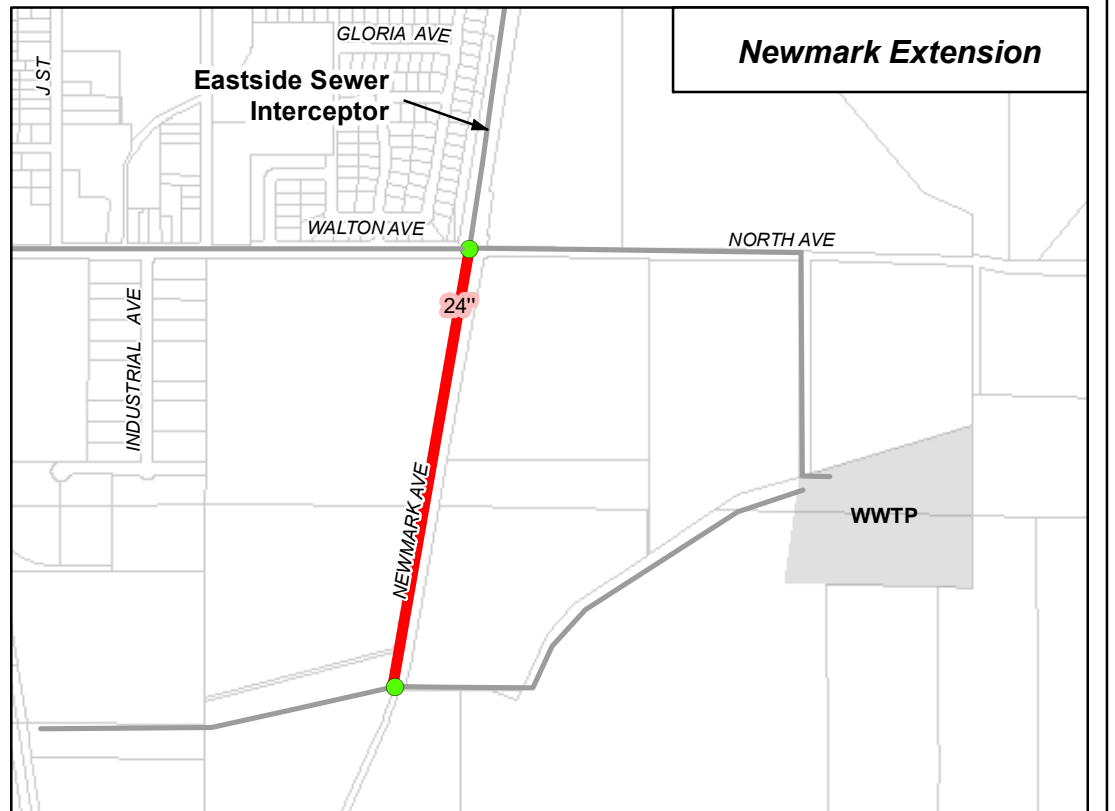 Newmark Extension
GLORIA AVE
J ST
Eastside Sewer
Interceptor
WALTON AVE
NORTH AVE
24"
INDUSTRIAL AVE
NEWMARK AVE
WWTP